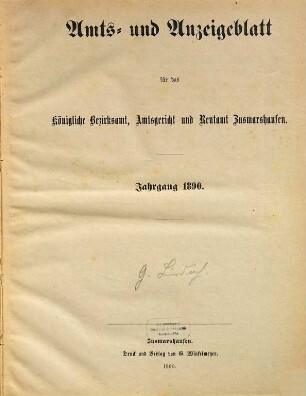 Amts- und Anzeigeblatt
für das
Königliche Bezirksamt, Amtsgericht und Rentamt Zusmarshausen.
Jahrgang 1890.
G.
Zusmarshausen.
Druck und Verlag von G. Winkelmeyer.
1890.